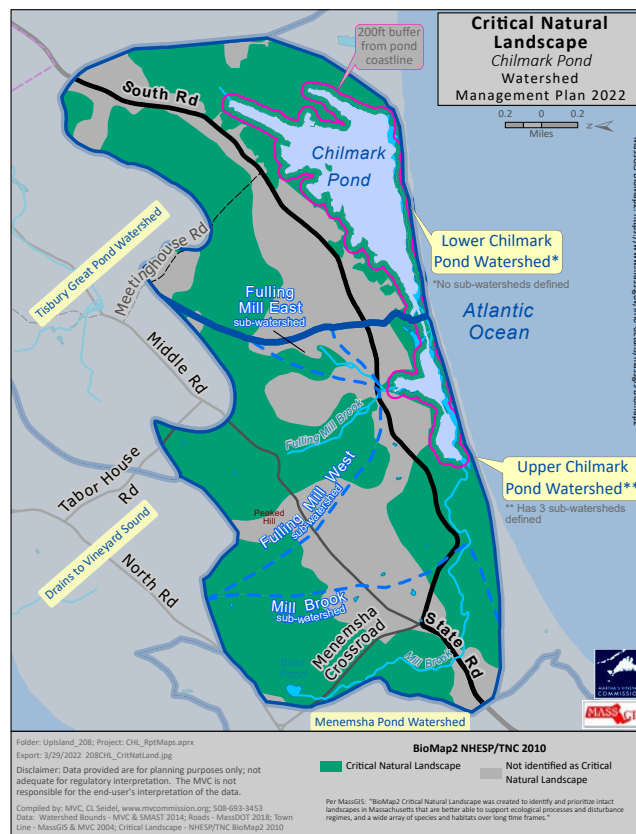 Critical Natural
Landscape
Chilmark Pond
Watershed
Management Plan 2022
0.2 0 0.2
Miles
Z
200ft buffer
from pond
coastline
South Rd
Chilmark
Pond
Lower Chilmark
Pond Watershed*
*No sub-watersheds
defined
Tisbury Great Pond Watershed
Meetinghouse Rd
Fulling
Mill East
sub-watershed
Atlantic
Ocean
Middle Rd
Fulling Mill Brook
Tabor House
Rd
Upper Chilmark
Pond Watershed**
** Has 3 sub-watersheds
defined
Fulling Mill West
sub-watershed
Peaked
Hill
Drains to Vineyard Sound
North Rd
Mill Brook
sub-watershed
Menemsha
Crossroad
State Rd
Mill Brook
Menemsha Pond Watershed
MARTHA'S VINEYARD
COMMISSION
MASSGIS
Folder: UpIsland_208; Project: CHL_RptMaps.aprx
Export: 3/29/2022 208CHL_CritNatLand.jpg
Disclaimer: Data provided are for planning purposes only; not
adequate for regulatory interpretation. The MVC is not
responsible for the end-user's interpretation of the data.
Compiled by: MVC, CL Seidel, www.mvcommission.org; 508-693-3453
Data: Watershed Bounds - MVC & SMAST 2014; Roads - MassDOT 2018; Town
Line - MassGIS & MVC 2004; Critical Landscape - NHESP/TNC BioMap2 2010
BioMap2 NHESP/TNC 2010
Critical Natural Landscape
Not identified as Critical
Natural Landscape
Per MassGIS: "BioMap2 Critical Natural Landscape was created to identify and prioritize intact
landscapes in Massachusetts that are better able to support ecological processes and disturbance
regimes, and a wide array of species and habitats over long time frames."